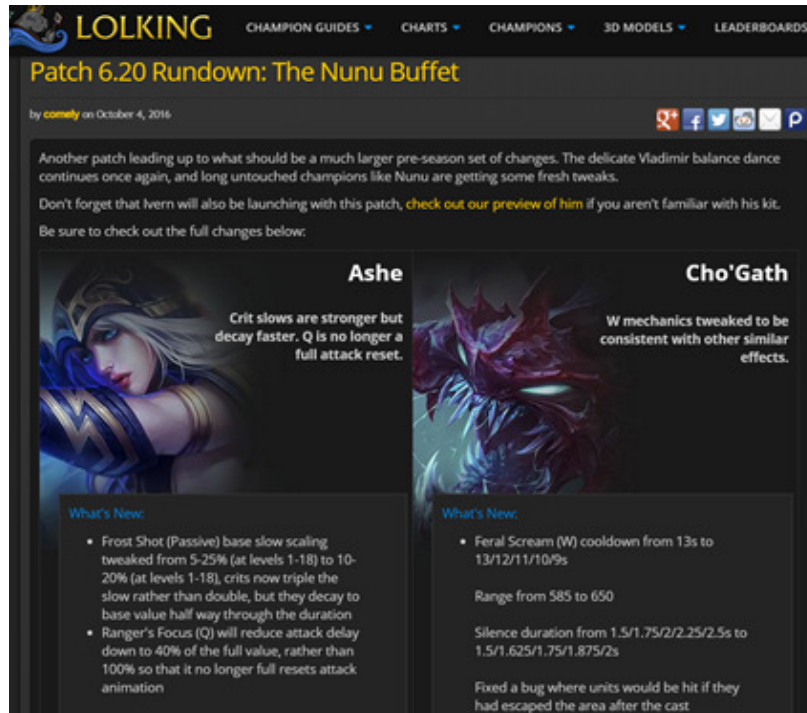 LOLKING
CHAMPION GUIDES CHARTS CHAMPIONS 3D MODELS LEADERBOARDS
Patch 6.20 Rundown: The Nunu Buffet
by comely on October 4, 2016
Another patch leading up to what should be a much larger pre-season set of changes. The delicate Vladimir balance dance
continues once again, and long untouched champions like Nunu are getting some fresh tweaks.
Don't forget that Ivern will also be launching with this patch, check out our preview of him if you aren't familiar with his kit.
Be sure to check out the full changes below:
Ashe
Crit slows are stronger but
decay faster. Q is no longer a
full attack reset.
What's New:
• Frost Shot (Passive) base slow scaling
tweaked from 5-25% (at levels 1-18) to 10-
20% (at levels 1-18), crits now triple the
slow rather than double, but they decay to
base value half way through the duration
• Ranger's Focus (Q) will reduce attack delay
down to 40% of the full value, rather than
100% so that it no longer full resets attack
animation
Cho'Gath
W mechanics tweaked to be
consistent with other similar
effects.
What's New:
• Feral Scream (W) cooldown from 13s to
13/12/11/10/9s
Range from 585 to 650
Silence duration from 1.5/1.75/2/2.25/2.5s to
1.5/1.625/1.75/1.875/2s
Fixed a bug where units would be hit if they
had escaped the area after the cast